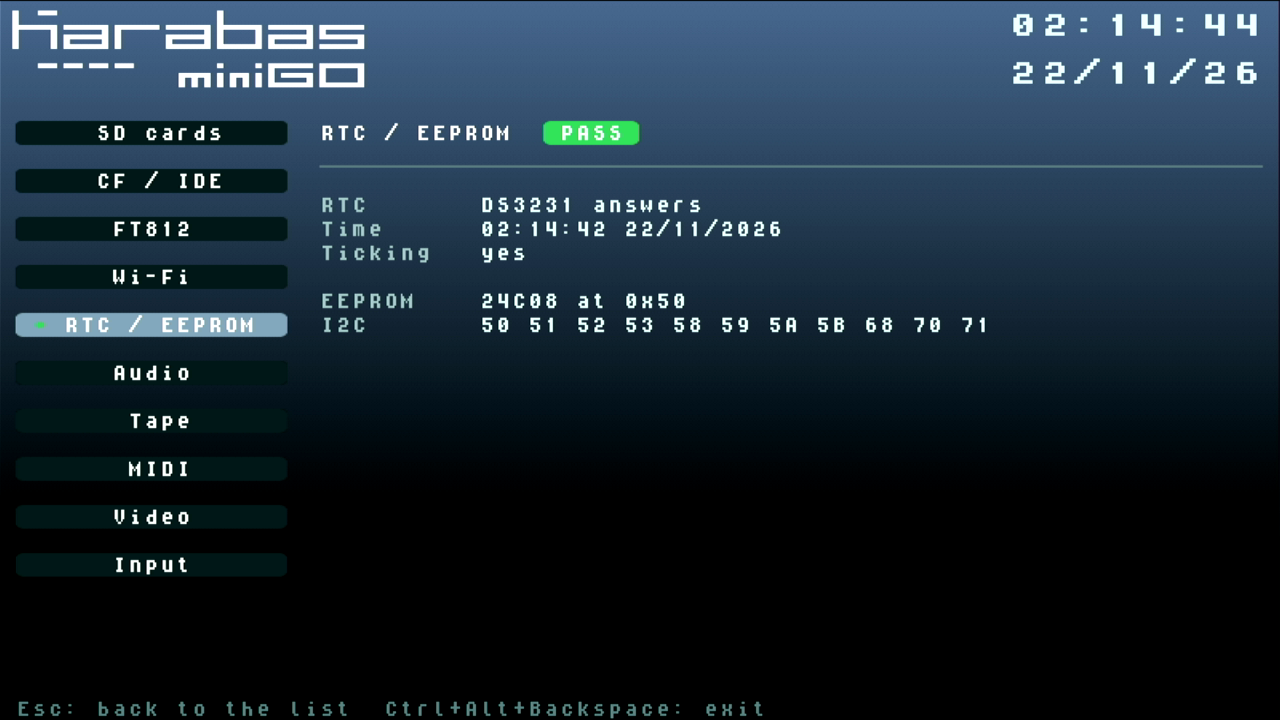 karabas
miniGO
02:14:44
22/11/26
SD cards
CF / IDE
FT812
Wi-Fi
RTC / EEPROM
Audio
Tape
MIDI
Video
Input
RTC / EEPROM PASS
RTC DS3231 answers
Time 02:14:42 22/11/2026
Ticking yes
EEPROM 24C08 at 0x50
I2C 50 51 52 53 58 59 5A 5B 68 70 71
Esc: back to the list Ctrl+Alt+Backspace: exit